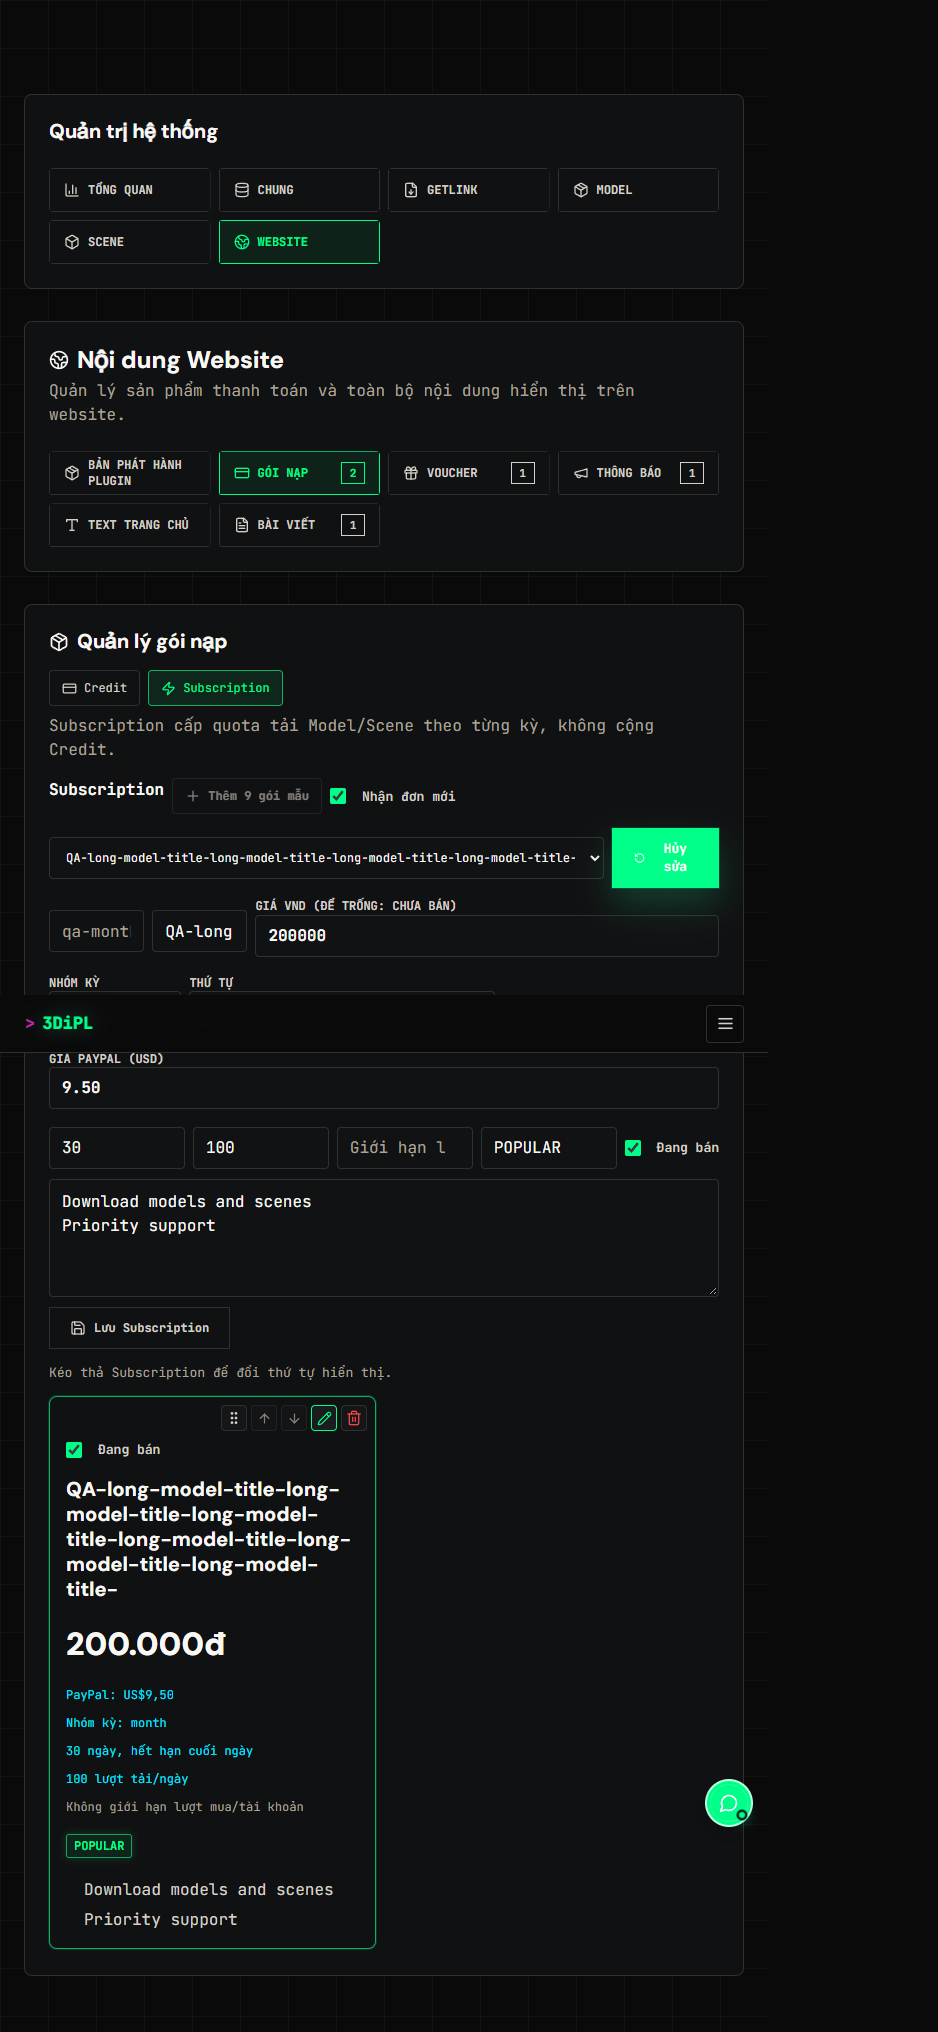 Quản trị hệ thống
TỔNG QUAN
CHUNG
GETLINK
MODEL
SCENE
WEBSITE
Nội dung Website
Quản lý sản phẩm thanh toán và toàn bộ nội dung hiển thị trên
website.
BẢN PHÁT HÀNH
PLUGIN
GÓI NẠP 2
VOUCHER 1
THÔNG BÁO 1
TEXT TRANG CHỦ
BÀI VIẾT 1
Quản lý gói nạp
Credit
Subscription
Subscription cấp quota tải Model/Scene theo từng kỳ, không cộng
Credit.
Subscription
Thêm 9 gói mẫu
Nhận đơn mới
QA-long-model-title-long-model-title-long-model-title-long-model-title-
Hủy
sửa
GIÁ VND (ĐỂ TRỐNG: CHƯA BÁN)
qa-mont
QA-long
200000
NHÓM KỲ
THỨ TỰ
> 3DiPL
GIÁ PAYPAL (USD)
9.50
30
100
Giới hạn l
POPULAR
Đang bán
Download models and scenes
Priority support
Lưu Subscription
Kéo thả Subscription để đổi thứ tự hiển thị.
Đang bán
QA-long-model-title-long-
model-title-long-model-
title-long-model-title-long-
model-title-long-model-
title-
200.000đ
PayPal: US$9,50
Nhóm kỳ: month
30 ngày, hết hạn cuối ngày
100 lượt tải/ngày
Không giới hạn lượt mua/tài khoản
POPULAR
Download models and scenes
Priority support